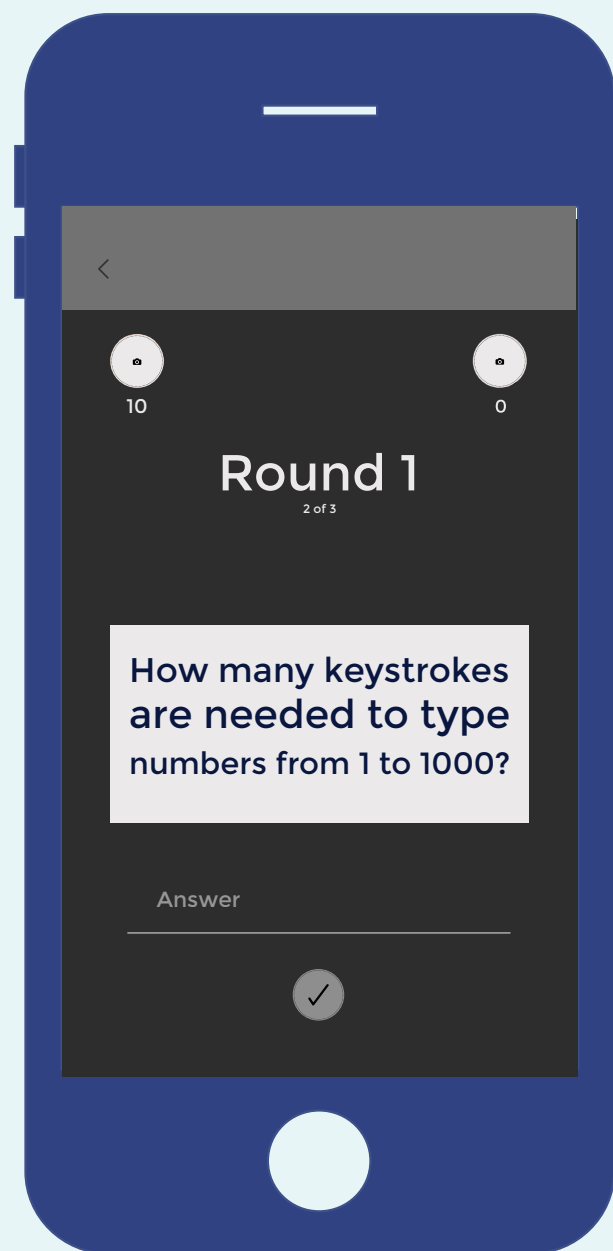 10
0
Round 1
2 of 3
How many keystrokes
are needed to type
numbers from 1 to 1000?
Answer